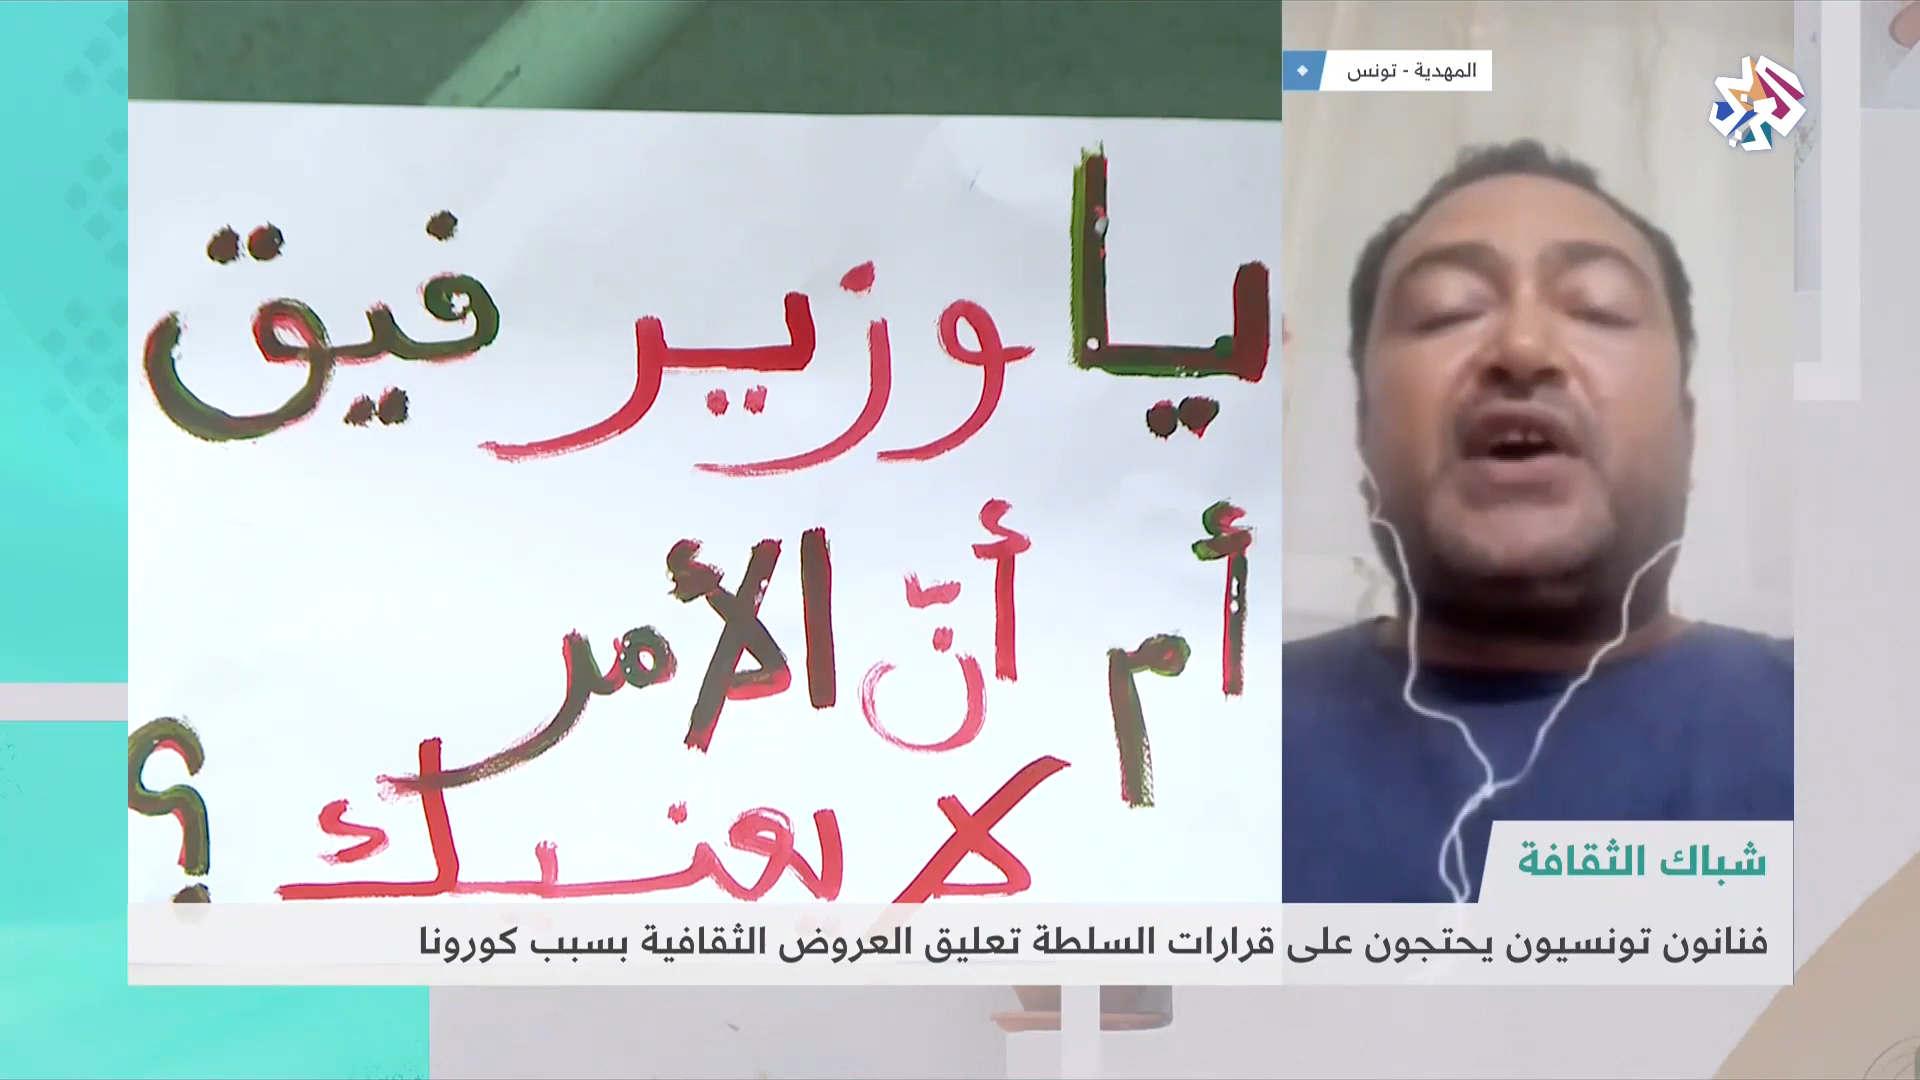 المهدية - تونس
يا وزير فيق
أم أنّ الأمر
لا يعنيك ؟
شباك الثقافة
فنانون تونسيون يحتجون على قرارات السلطة تعليق العروض الثقافية بسبب كورونا